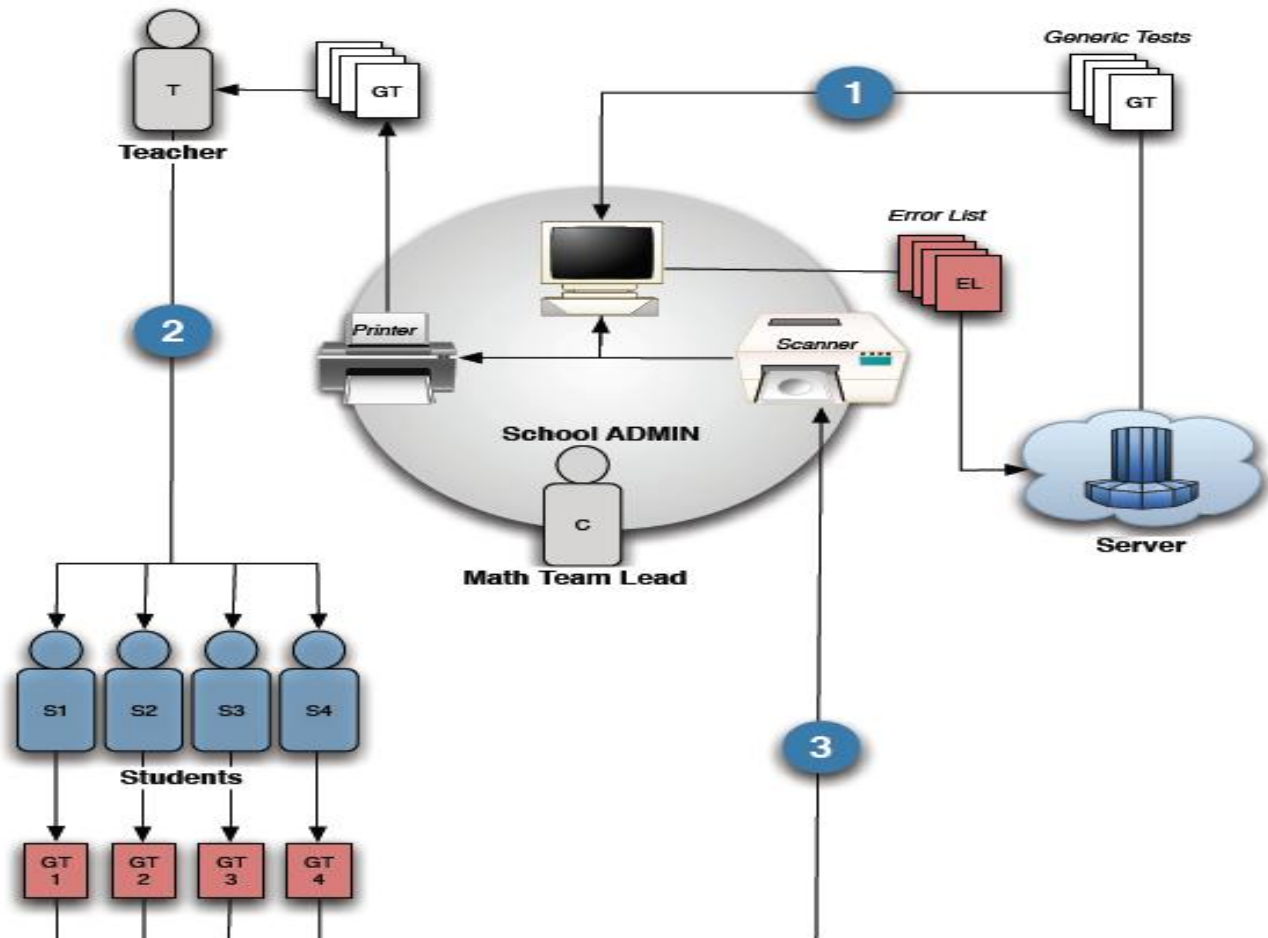 Generic Tests
GT
1
T
GT
Teacher
Error List
EL
2
Printer
Scanner
School ADMIN
C
Math Team Lead
Server
S1
S2
S3
S4
3
Students
GT
1
GT
2
GT
3
GT
4